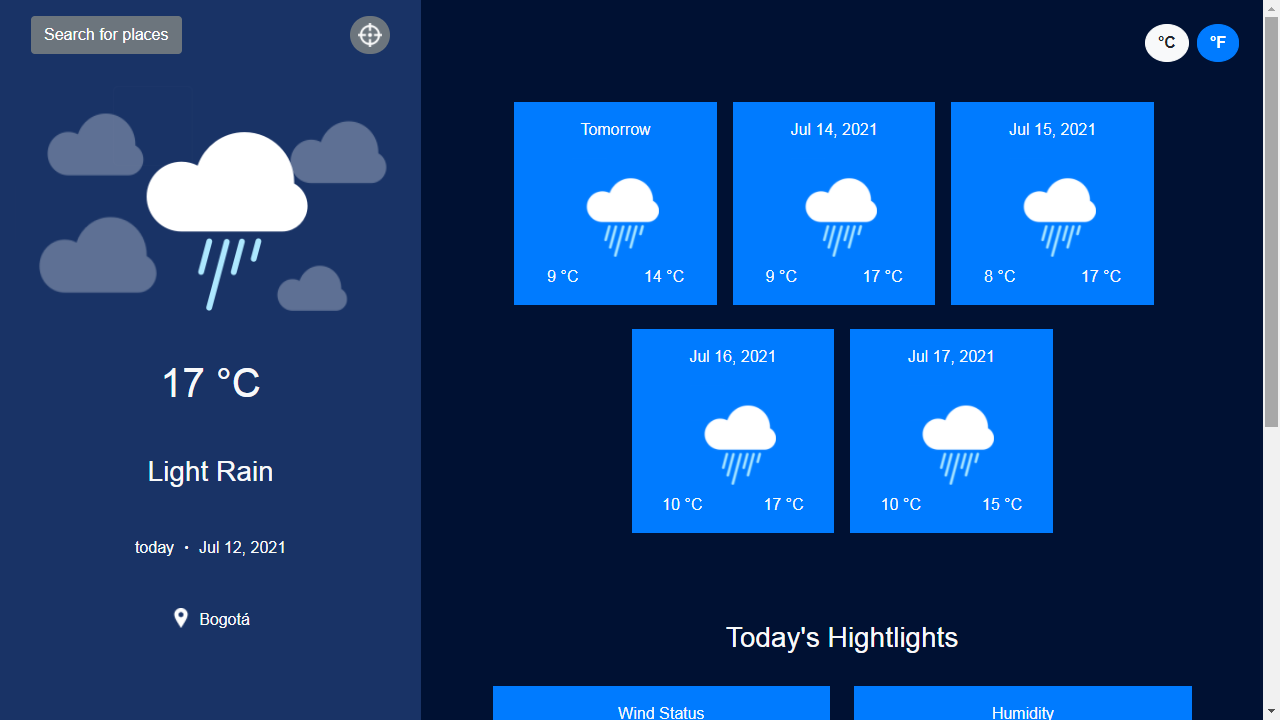 Search for places
17 °C
Light Rain
today • Jul 12, 2021
Bogotá
°C °F
Tomorrow
9 °C 14 °C
Jul 14, 2021
9 °C 17 °C
Jul 15, 2021
8 °C 17 °C
Jul 16, 2021
10 °C 17 °C
Jul 17, 2021
10 °C 15 °C
Today's Hightlights
Wind Status
Humidity